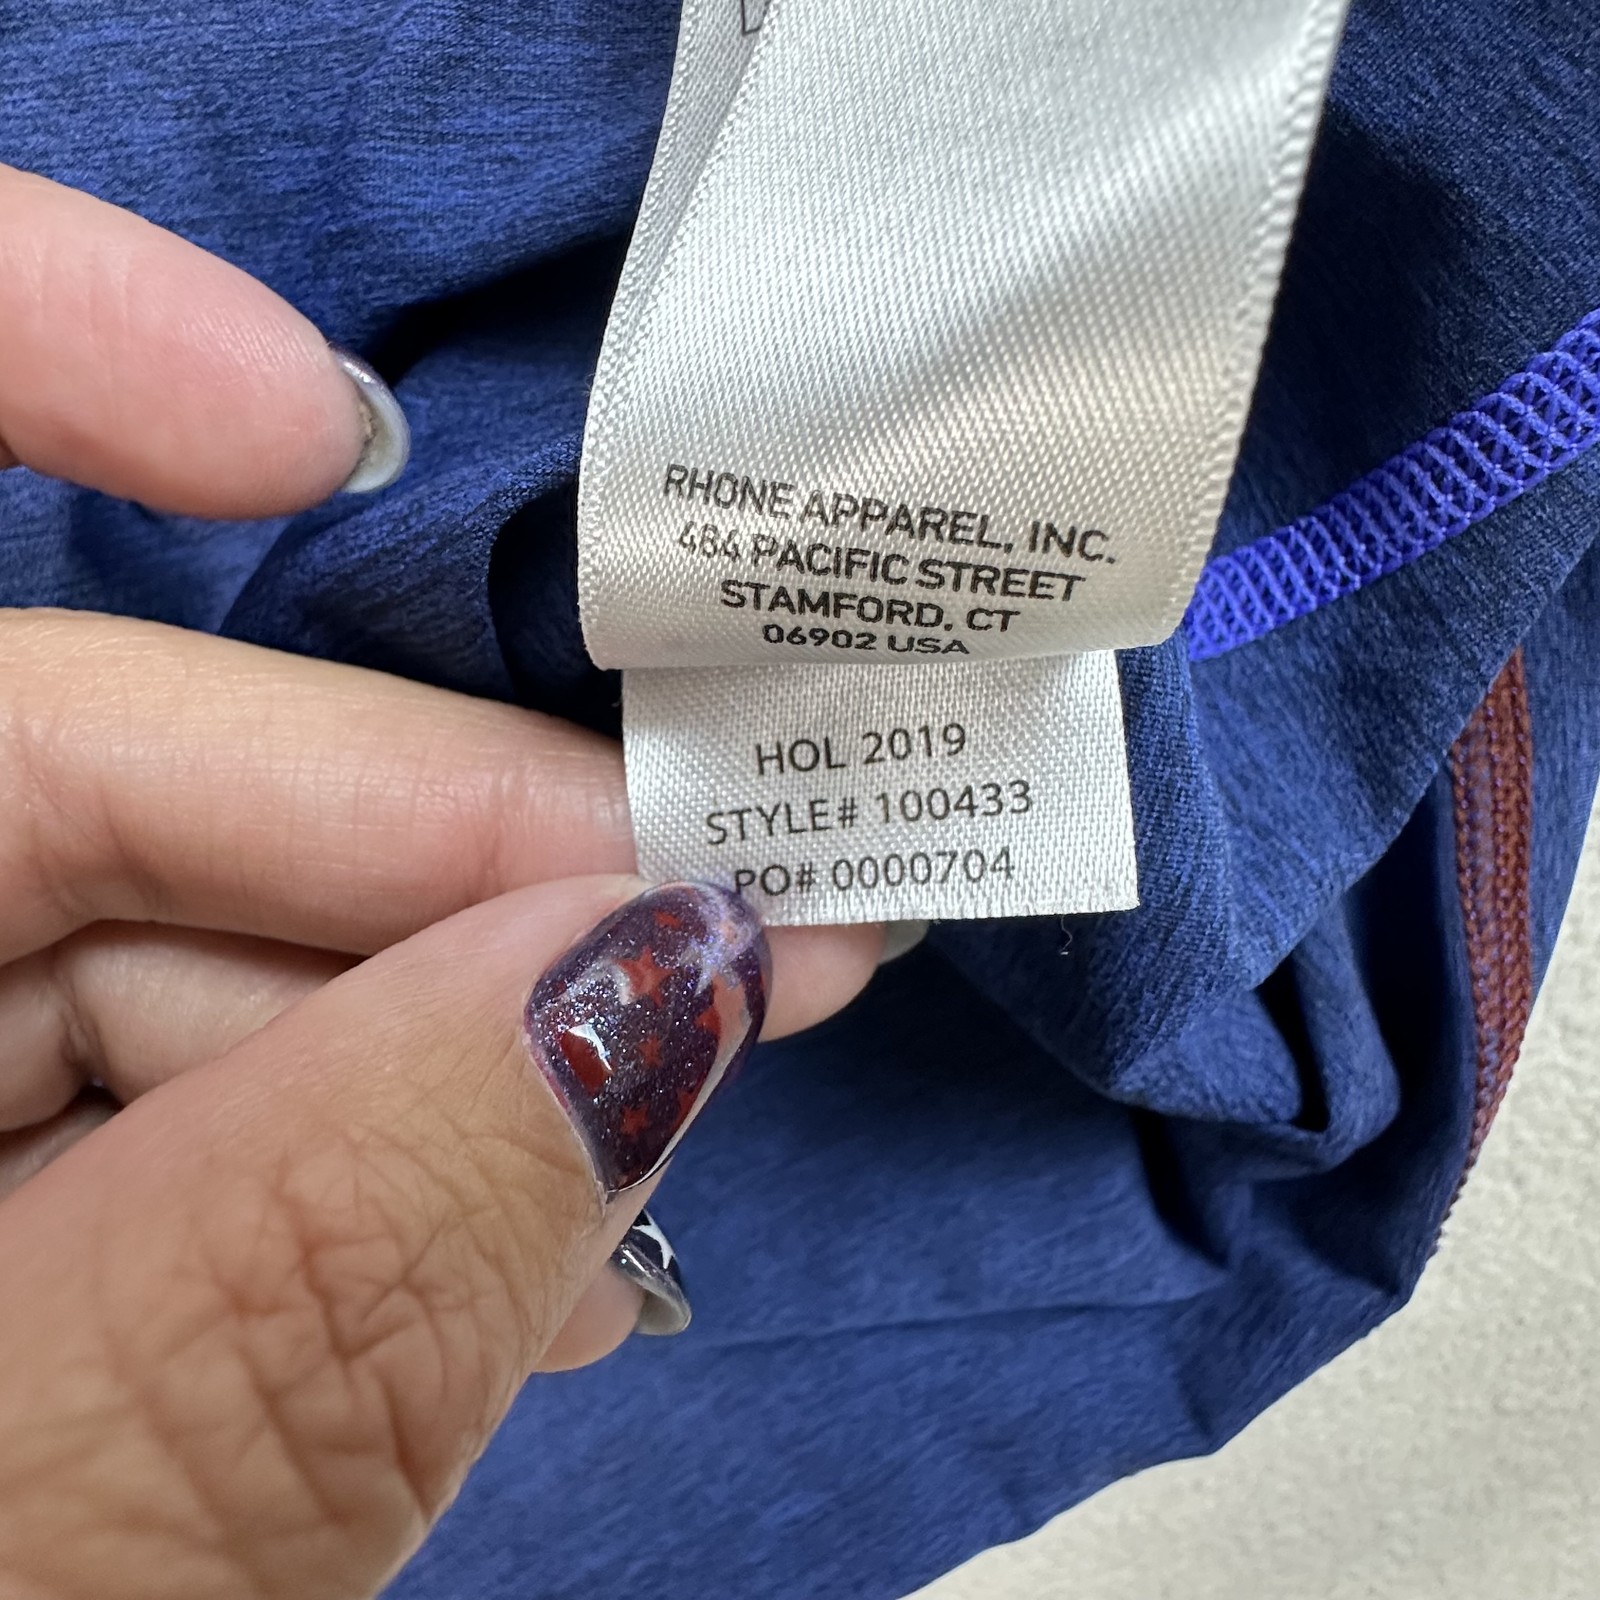 RHONE APPAREL, INC.
484 PACIFIC STREET
STAMFORD, CT
06902 USA
HOL 2019
STYLE# 100433
PO# 0000704